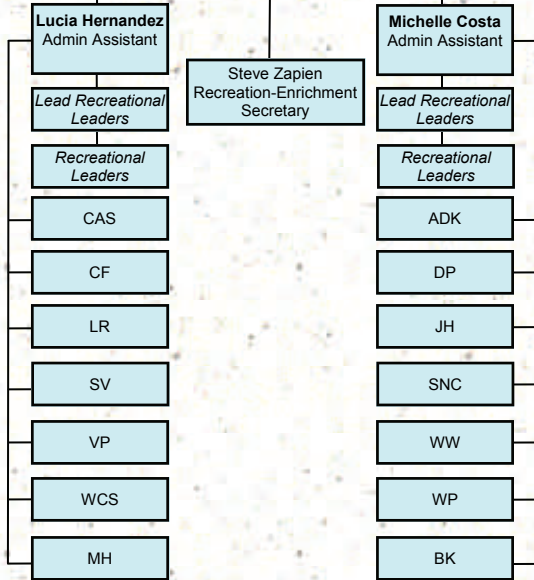 Lucia Hernandez
Admin Assistant
Lead Recreational
Leaders
Recreational
Leaders
CAS
CF
LR
SV
VP
WCS
MH
Steve Zapien
Recreation-Enrichment
Secretary
Michelle Costa
Admin Assistant
Lead Recreational
Leaders
Recreational
Leaders
ADK
DP
JH
SNC
WW
WP
BK